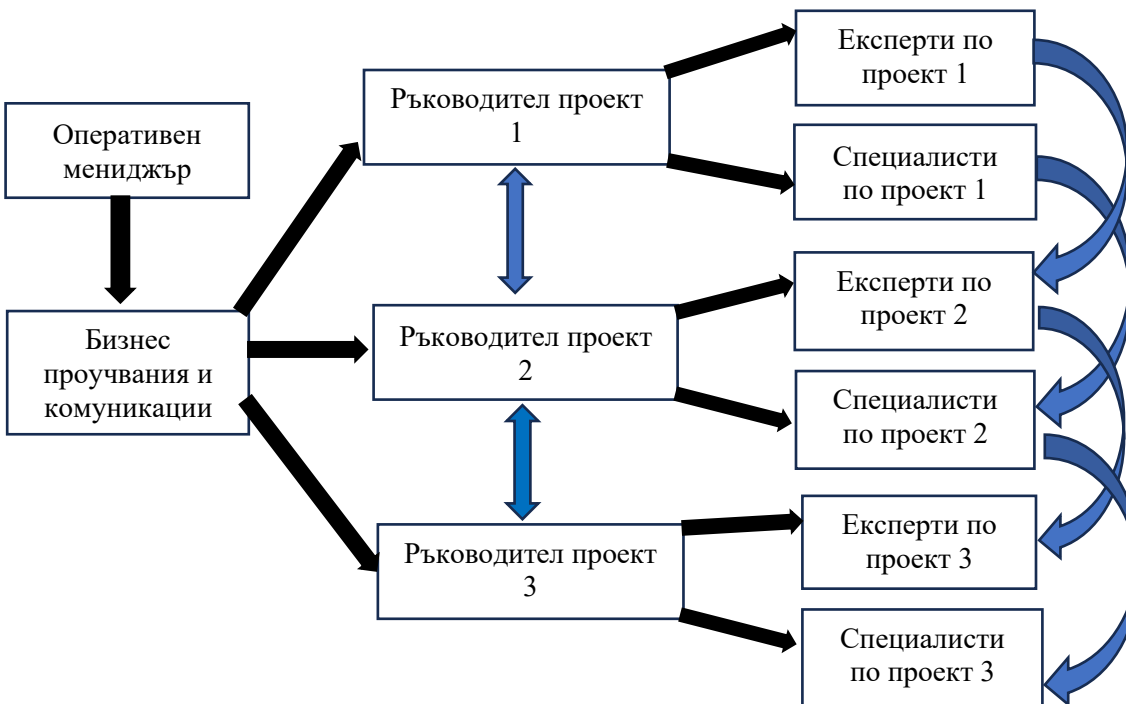 Оперативен
мениджър
Бизнес
проучвания и
комуникации
Ръководител проект
1
Ръководител проект
2
Ръководител проект
3
Експерти по
проект 1
Специалисти
по проект 1
Експерти по
проект 2
Специалисти
по проект 2
Експерти по
проект 3
Специалисти
по проект 3